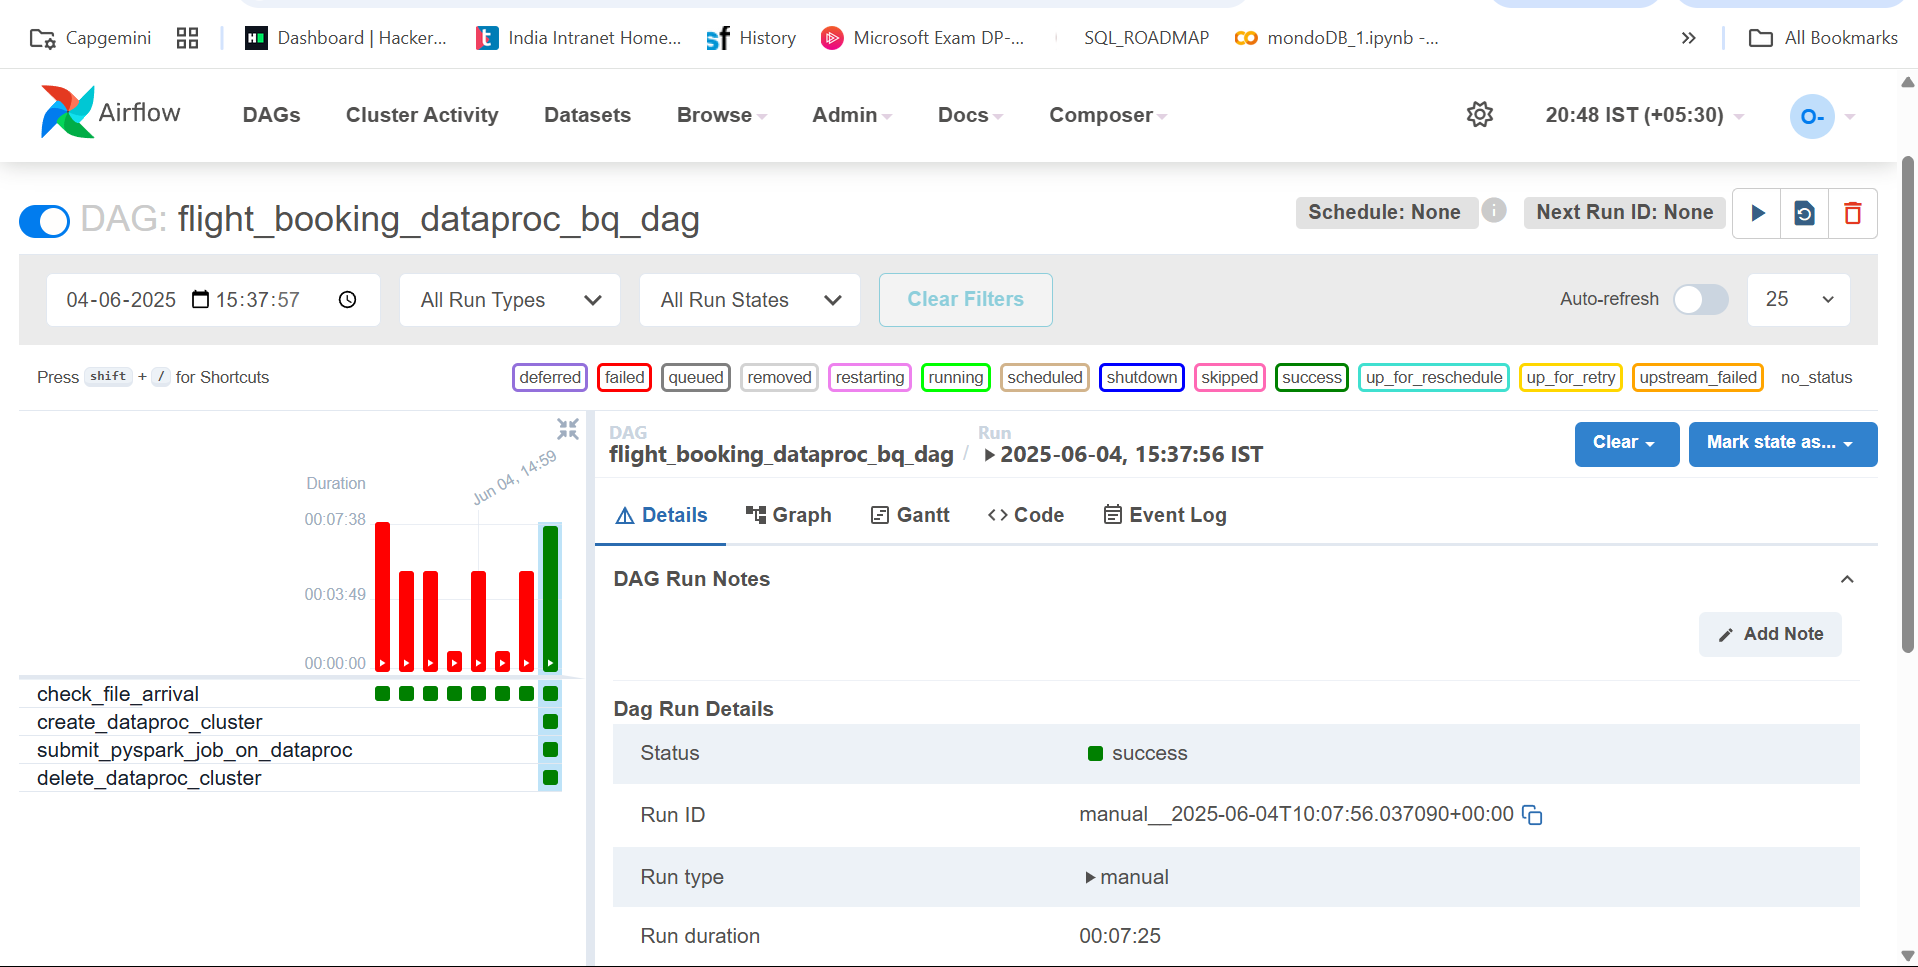 Capgemini
Dashboard | Hacker...
India Intranet Home...
sf History
Microsoft Exam DP-...
SQL_ROADMAP
mondoDB_1.ipynb -...
All Bookmarks
Airflow
DAGs
Cluster Activity
Datasets
Browse
Admin
Docs
Composer
20:48 IST (+05:30)
O-
DAG: flight_booking_dataproc_bq_dag
Schedule: None
Next Run ID: None
04-06-2025 15:37:57
All Run Types
All Run States
Clear Filters
Auto-refresh
25
Press shift + / for Shortcuts
deferred
failed
queued
removed
restarting
running
scheduled
shutdown
skipped
success
up_for_reschedule
up_for_retry
upstream_failed
no_status
Jun 04, 14:59
Duration
00:07:38
00:03:49
00:00:00
check_file_arrival
create_dataproc_cluster
submit_pyspark_job_on_dataproc
delete_dataproc_cluster
DAG
flight_booking_dataproc_bq_dag
/
Run
2025-06-04, 15:37:56 IST
Clear
Mark state as...
Details
Graph
Gantt
Code
Event Log
DAG Run Notes
Add Note
Dag Run Details
Status success
Run ID manual__2025-06-04T10:07:56.037090+00:00
Run type manual
Run duration 00:07:25